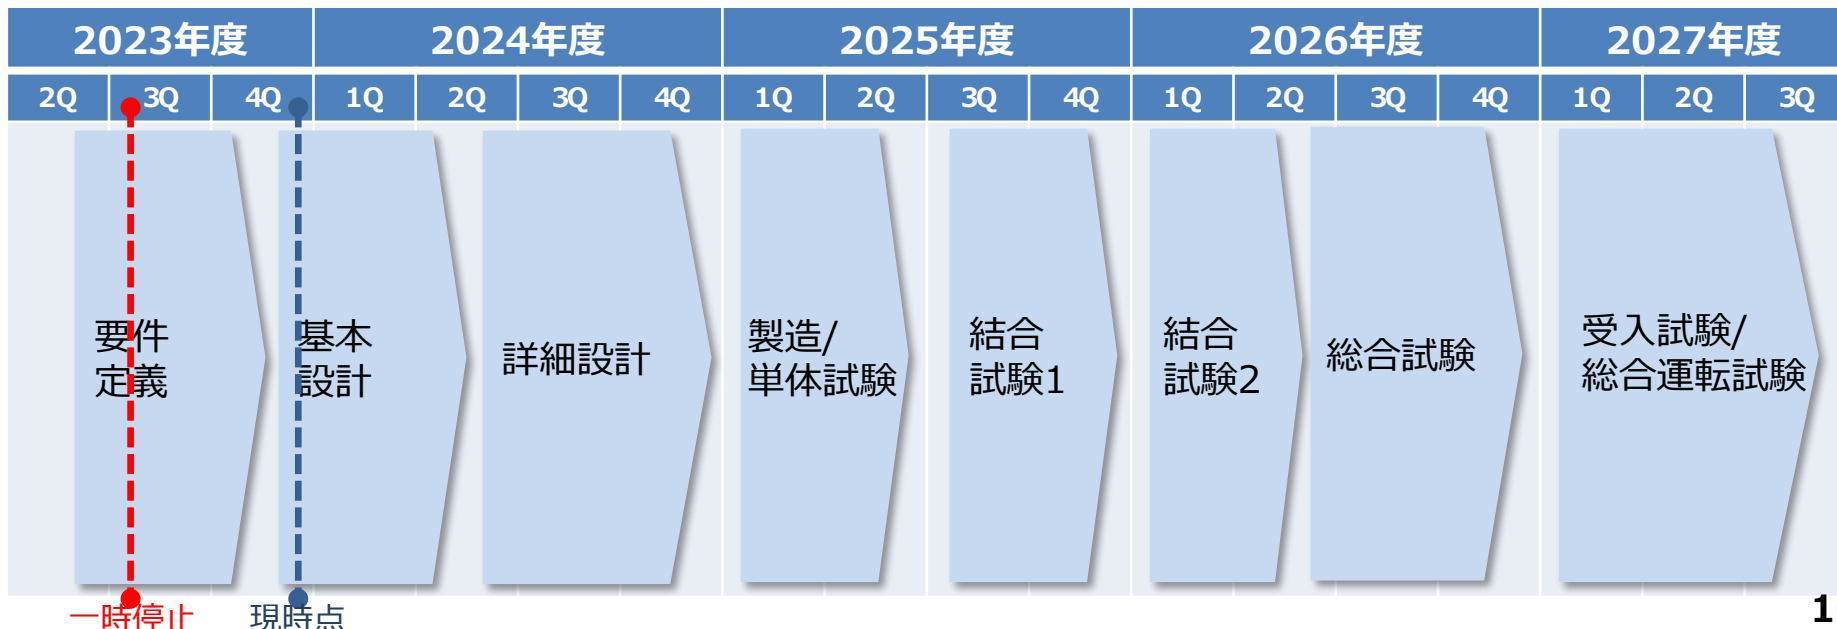 2023年度 2024年度 2025年度 2026年度 2027年度
2Q 3Q 4Q 1Q 2Q 3Q 4Q 1Q 2Q 3Q 4Q 1Q 2Q 3Q 4Q 1Q 2Q 3Q
要件
定義
基本
設計
詳細設計
製造/
単体試験
結合
試験1
結合
試験2
総合試験
受入試験/
総合運転試験
一時停止 現時点